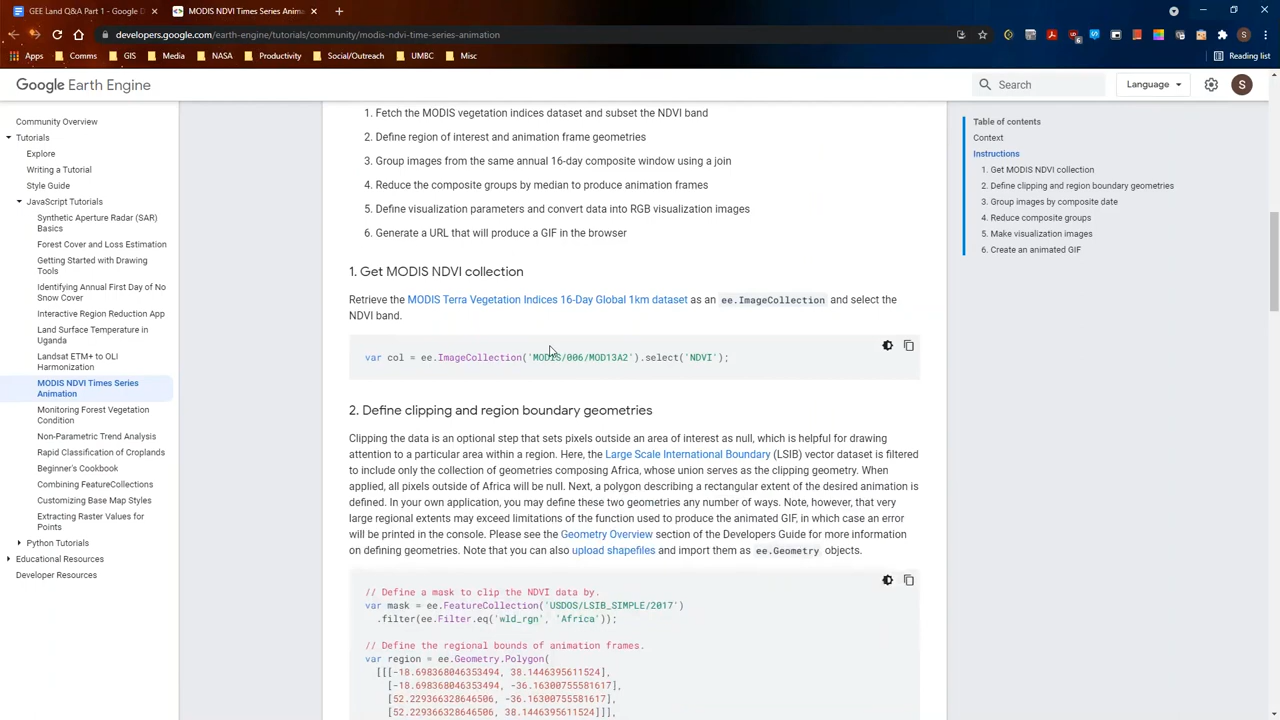 GEE Land Q&A Part 1 - Google D
MODIS NDVI Times Series Anima
developers.google.com/earth-engine/tutorials/community/modis-ndvi-time-series-animation
Apps
Comms
GIS
Media
NASA
Productivity
Social/Outreach
UMBC
Misc
Reading list
Google Earth Engine
Search
Language
S
Community Overview
Tutorials
Explore
Writing a Tutorial
Style Guide
JavaScript Tutorials
Synthetic Aperture Radar (SAR)
Basics
Forest Cover and Loss Estimation
Getting Started with Drawing
Tools
Identifying Annual First Day of No
Snow Cover
Interactive Region Reduction App
Land Surface Temperature in
Uganda
Landsat ETM+ to OLI
Harmonization
MODIS NDVI Times Series
Animation
Monitoring Forest Vegetation
Condition
Non-Parametric Trend Analysis
Rapid Classification of Croplands
Beginner's Cookbook
Combining FeatureCollections
Customizing Base Map Styles
Extracting Raster Values for
Points
Python Tutorials
Educational Resources
Developer Resources
1. Fetch the MODIS vegetation indices dataset and subset the NDVI band
2. Define region of interest and animation frame geometries
3. Group images from the same annual 16-day composite window using a join
4. Reduce the composite groups by median to produce animation frames
5. Define visualization parameters and convert data into RGB visualization images
6. Generate a URL that will produce a GIF in the browser
1. Get MODIS NDVI collection
Retrieve the MODIS Terra Vegetation Indices 16-Day Global 1km dataset as an ee.ImageCollection and select the
NDVI band.
var col = ee.ImageCollection('MODIS/006/MOD13A2').select('NDVI');
2. Define clipping and region boundary geometries
Clipping the data is an optional step that sets pixels outside an area of interest as null, which is helpful for drawing
attention to a particular area within a region. Here, the Large Scale International Boundary (LSIB) vector dataset is filtered
to include only the collection of geometries composing Africa, whose union serves as the clipping geometry. When
applied, all pixels outside of Africa will be null. Next, a polygon describing a rectangular extent of the desired animation is
defined. In your own application, you may define these two geometries any number of ways. Note, however, that very
large regional extents may exceed limitations of the function used to produce the animated GIF, in which case an error
will be printed in the console. Please see the Geometry Overview section of the Developers Guide for more information
on defining geometries. Note that you can also upload shapefiles and import them as ee.Geometry objects.
// Define a mask to clip the NDVI data by.
var mask = ee.FeatureCollection('USDOS/LSIB_SIMPLE/2017')
.filter(ee.Filter.eq('wld_rgn', 'Africa'));
// Define the regional bounds of animation frames.
var region = ee.Geometry.Polygon(
[[[-18.698368046353494, 38.1446395611524],
[-18.698368046353494, -36.16300755581617],
[52.229366328646506, -36.16300755581617],
[52.229366328646506, 38.1446395611524]]],
Table of contents
Context
Instructions
1. Get MODIS NDVI collection
2. Define clipping and region boundary geometries
3. Group images by composite date
4. Reduce composite groups
5. Make visualization images
6. Create an animated GIF